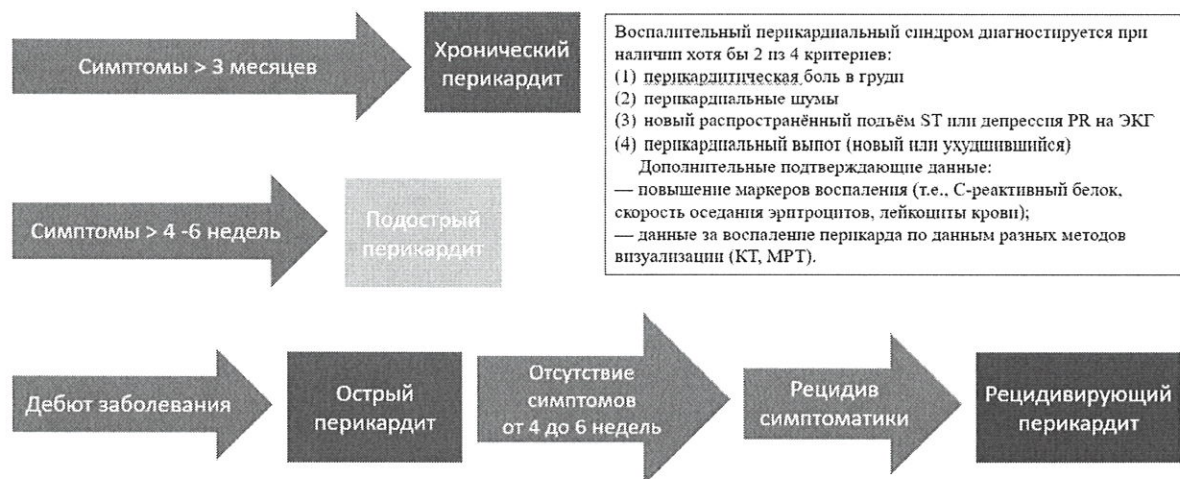 Симптомы > 3 месяцев
Хронический
перикардит
Воспалительный перикардиальный синдром диагностируется при
наличии хотя бы 2 из 4 критериев:
(1) перикардитическая боль в груди
(2) перикардиальные шумы
(3) новый распространённый подъём ST или депрессия PR на ЭКГ
(4) перикардиальный выпот (новый или ухудшившийся)
Дополнительные подтверждающие данные:
— повышение маркеров воспаления (т.е., С-реактивный белок,
скорость оседания эритроцитов, лейкоциты крови);
— данные за воспаление перикарда по данным разных методов
визуализации (КТ, МРТ).
Симптомы > 4 -6 недель
Подострый
перикардит
Дебют заболевания
Острый
перикардит
Отсутствие
симптомов
от 4 до 6 недель
Рецидив
симптоматики
Рецидивирующий
перикардит